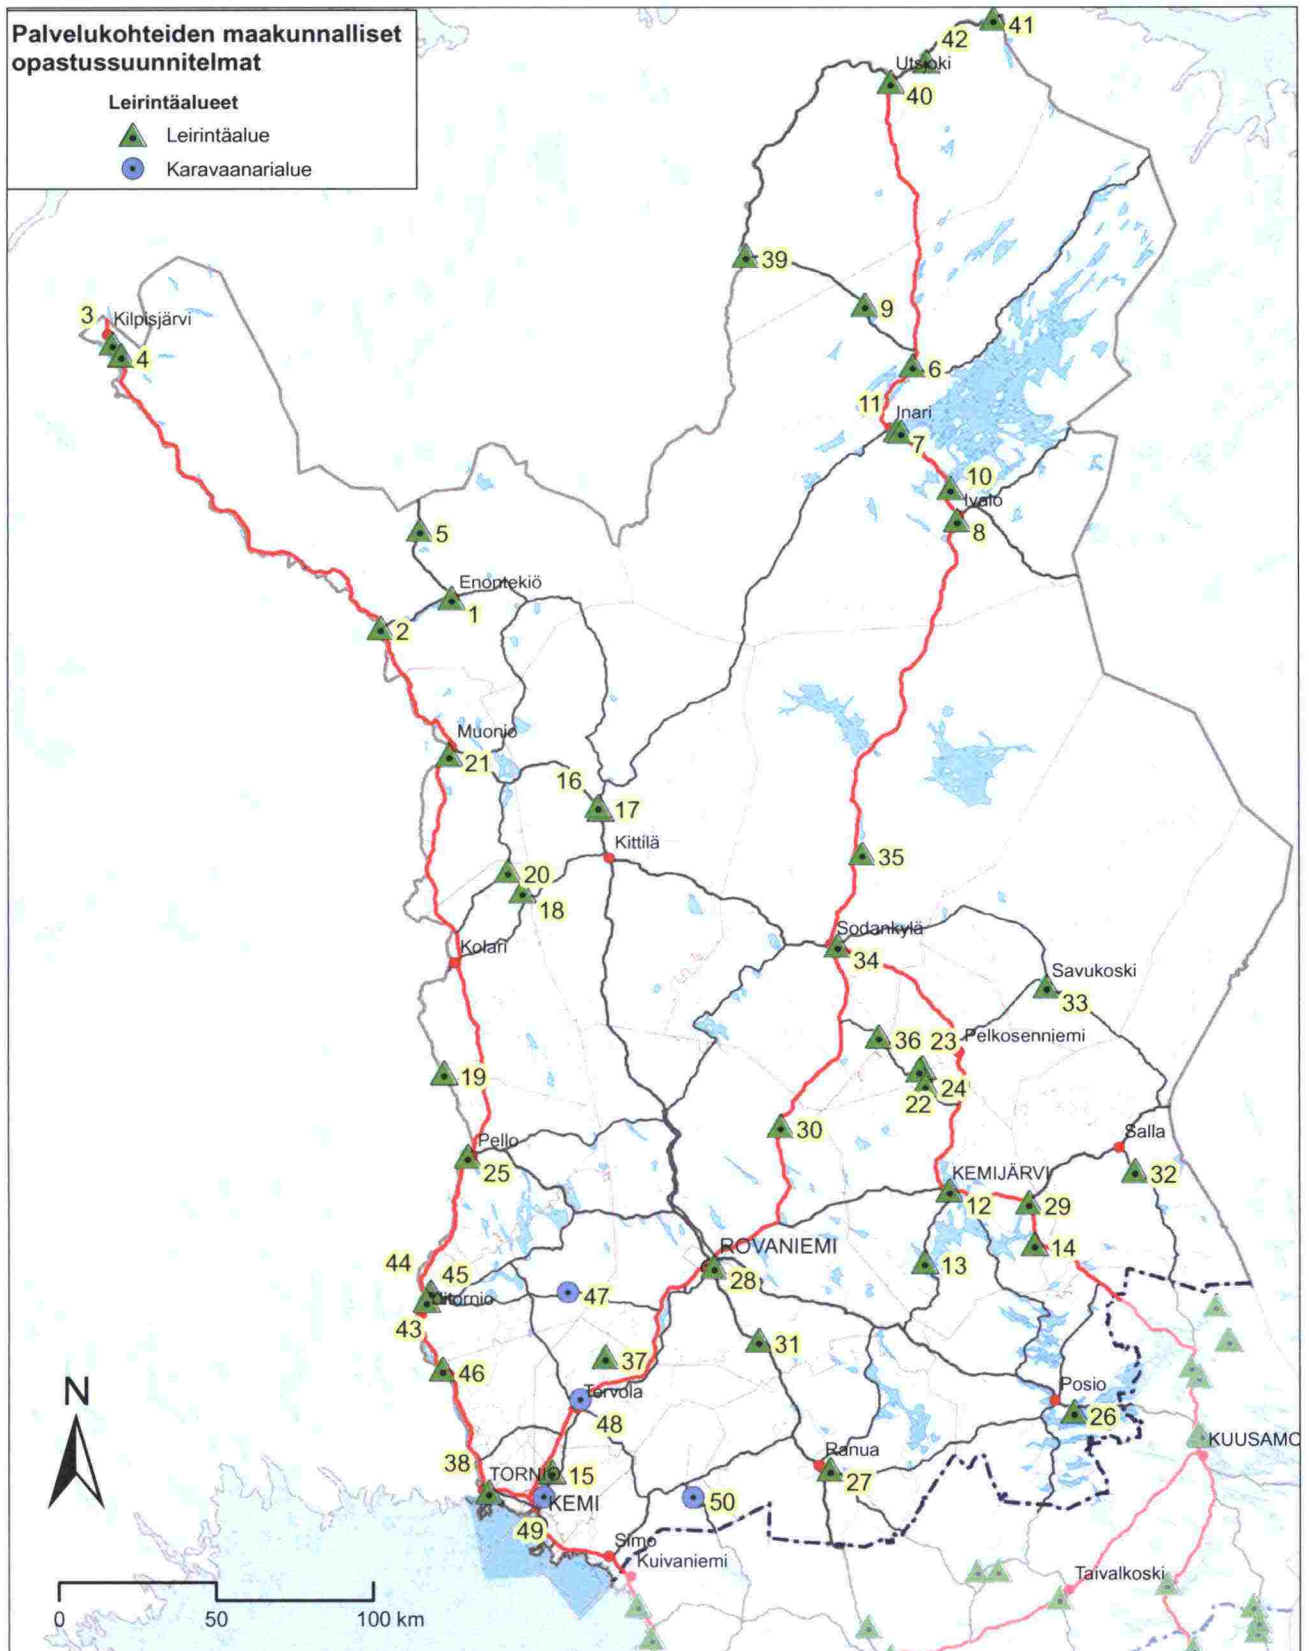 Palvelukohteiden maakunnalliset
opastussuunnitelmat
Leirintäalueet
Leirintäalue
Karavaanarialue
41
42
Utsjoki
40
39
9
3
Kilpisjärvi
4
6
11
Inari
7
10
Ivalo
8
5
Enontekiö
1
2
Muonio
21
16
17
Kittilä
35
20
18
Sodankylä
34
Kolari
Savukoski
33
36
23
Pelkosenniemi
19
24
22
30
Salla
Pello
25
32
KEMIJÄRVI
12
29
14
ROVANIEMI
28
13
44
45
47
Ylitornio
43
31
37
46
N
Tervola
48
Posio
26
KUUSAMO
Ranua
27
38
TORNIO
15
KEMI
50
49
Simo
Kuivaniemi
Taivalkoski
0
50
100 km